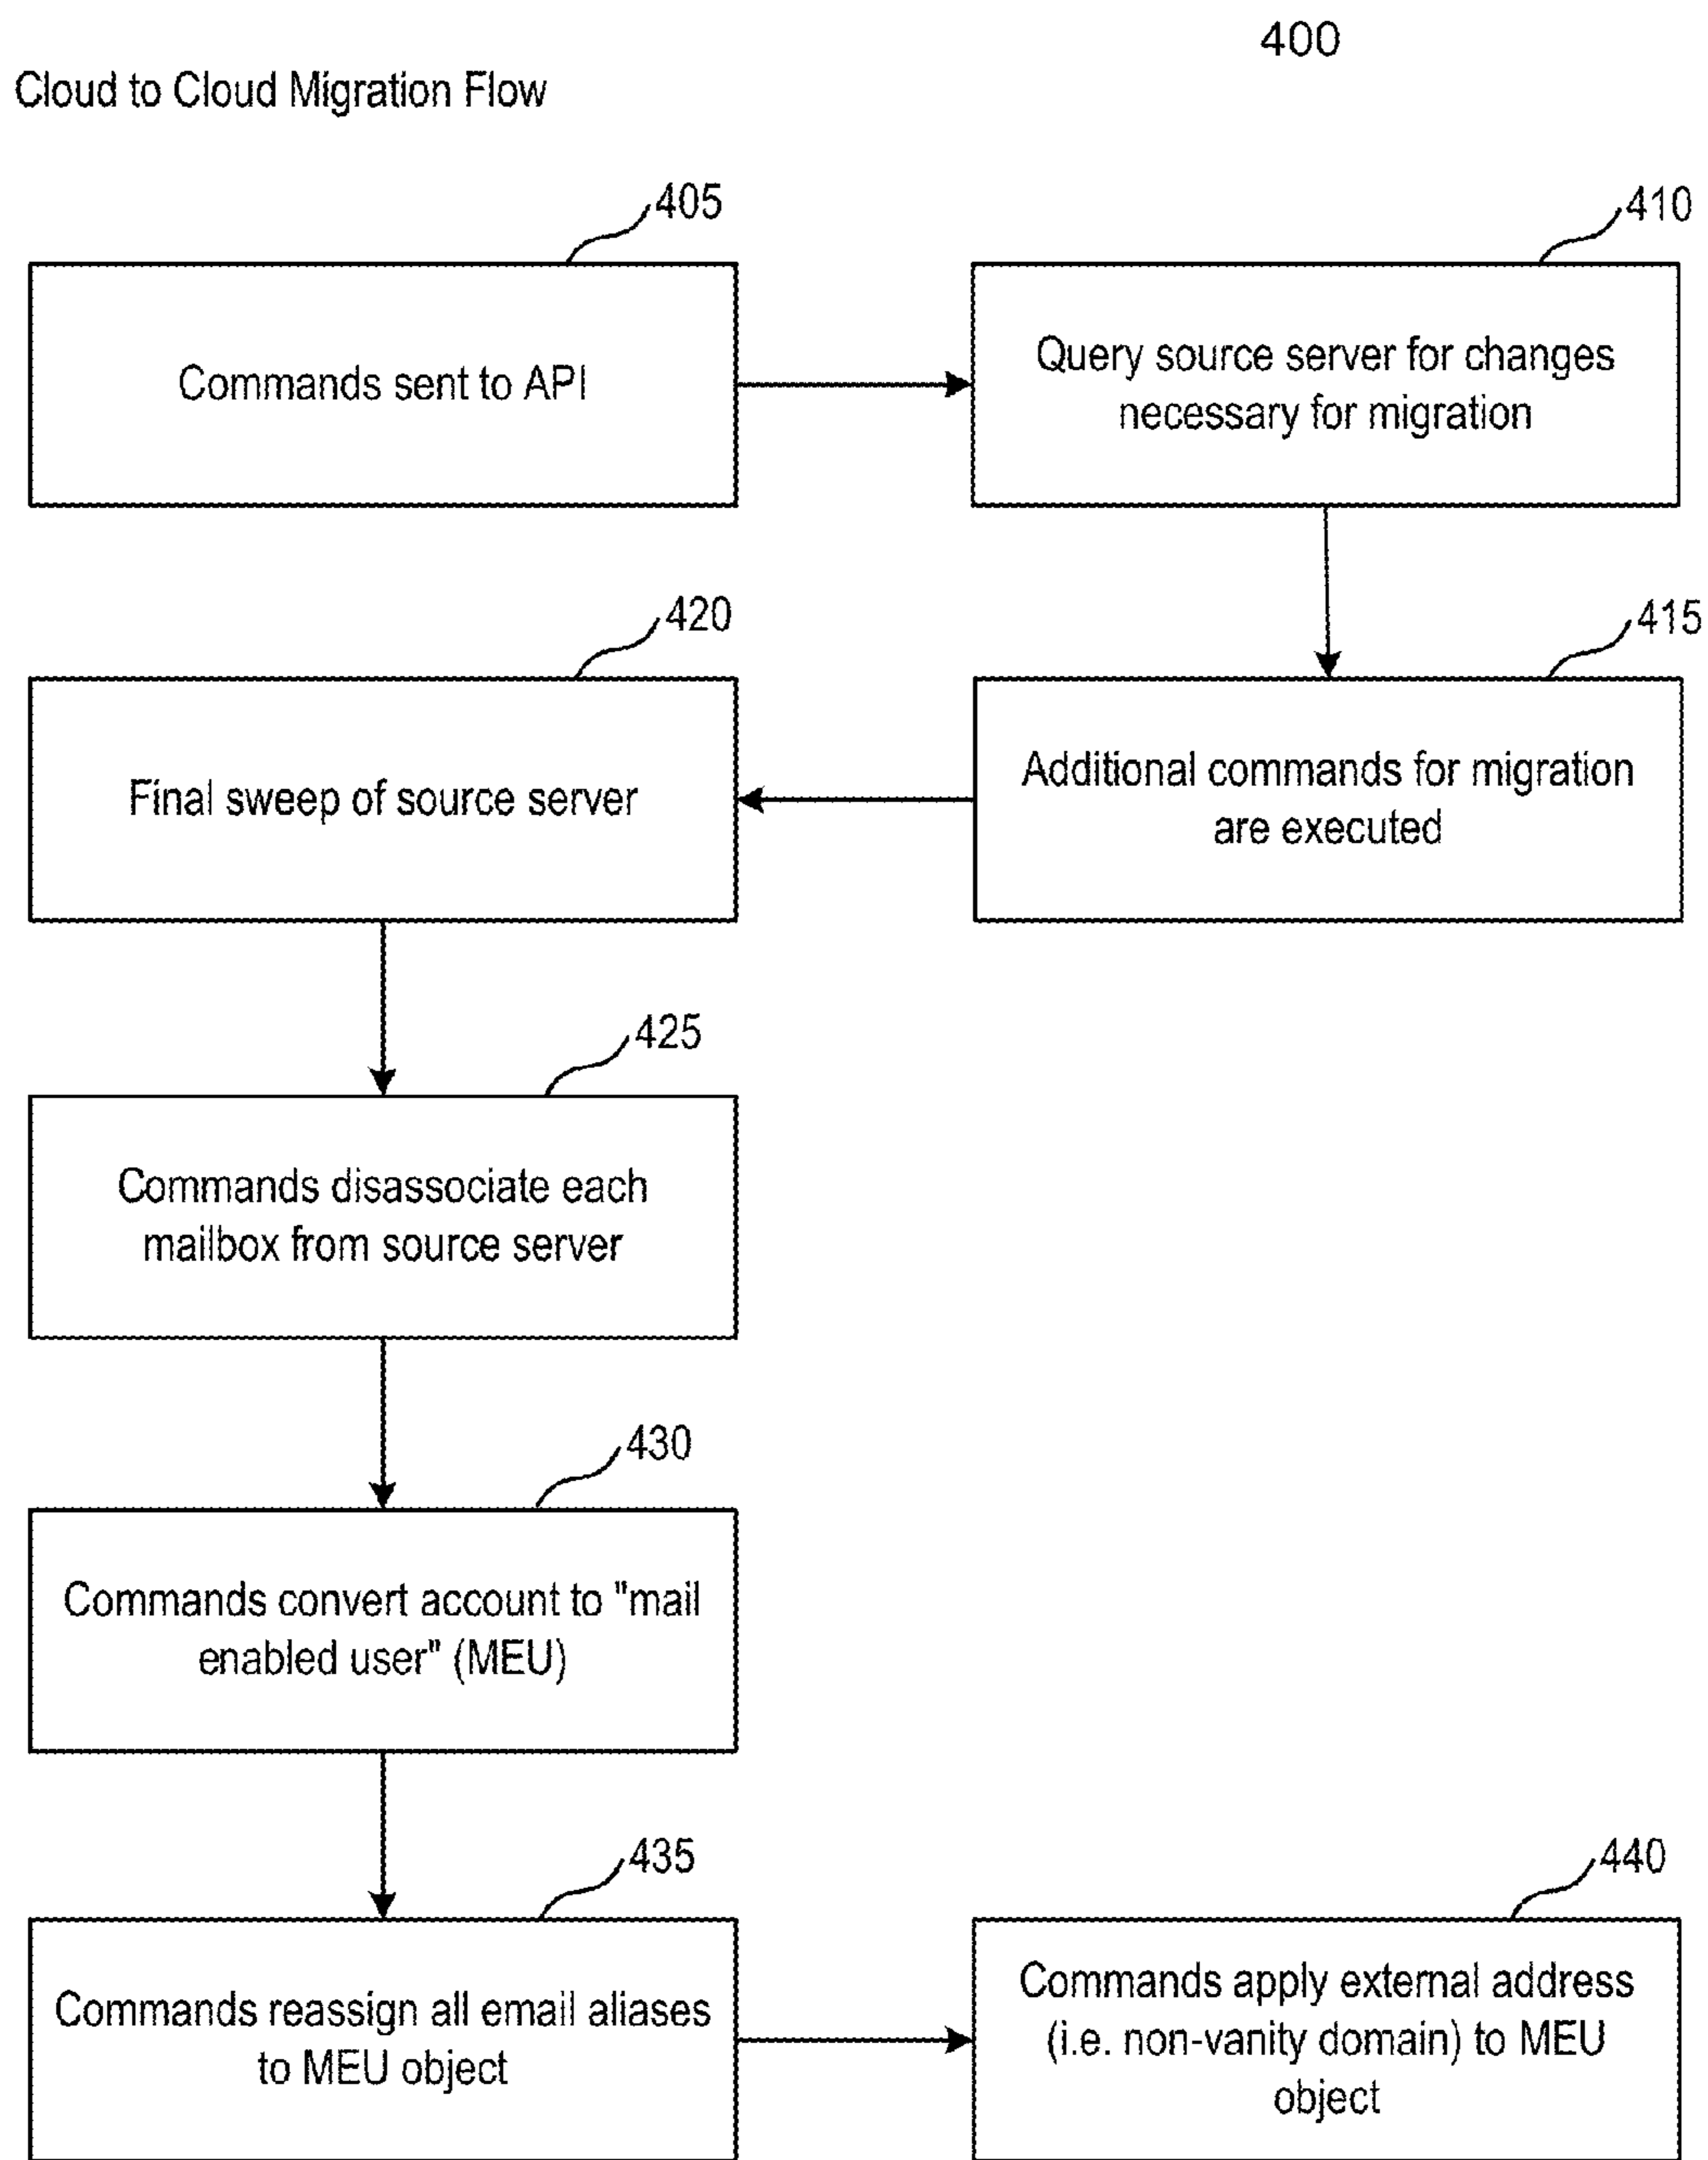 400
Cloud to Cloud Migration Flow
405
Commands sent to API
410
Query source server for changes
necessary for migration
415
Additional commands for migration
are executed
420
Final sweep of source server
425
Commands disassociate each
mailbox from source server
430
Commands convert account to "mail
enabled user" (MEU)
435
Commands reassign all email aliases
to MEU object
440
Commands apply external address
(i.e. non-vanity domain) to MEU
object